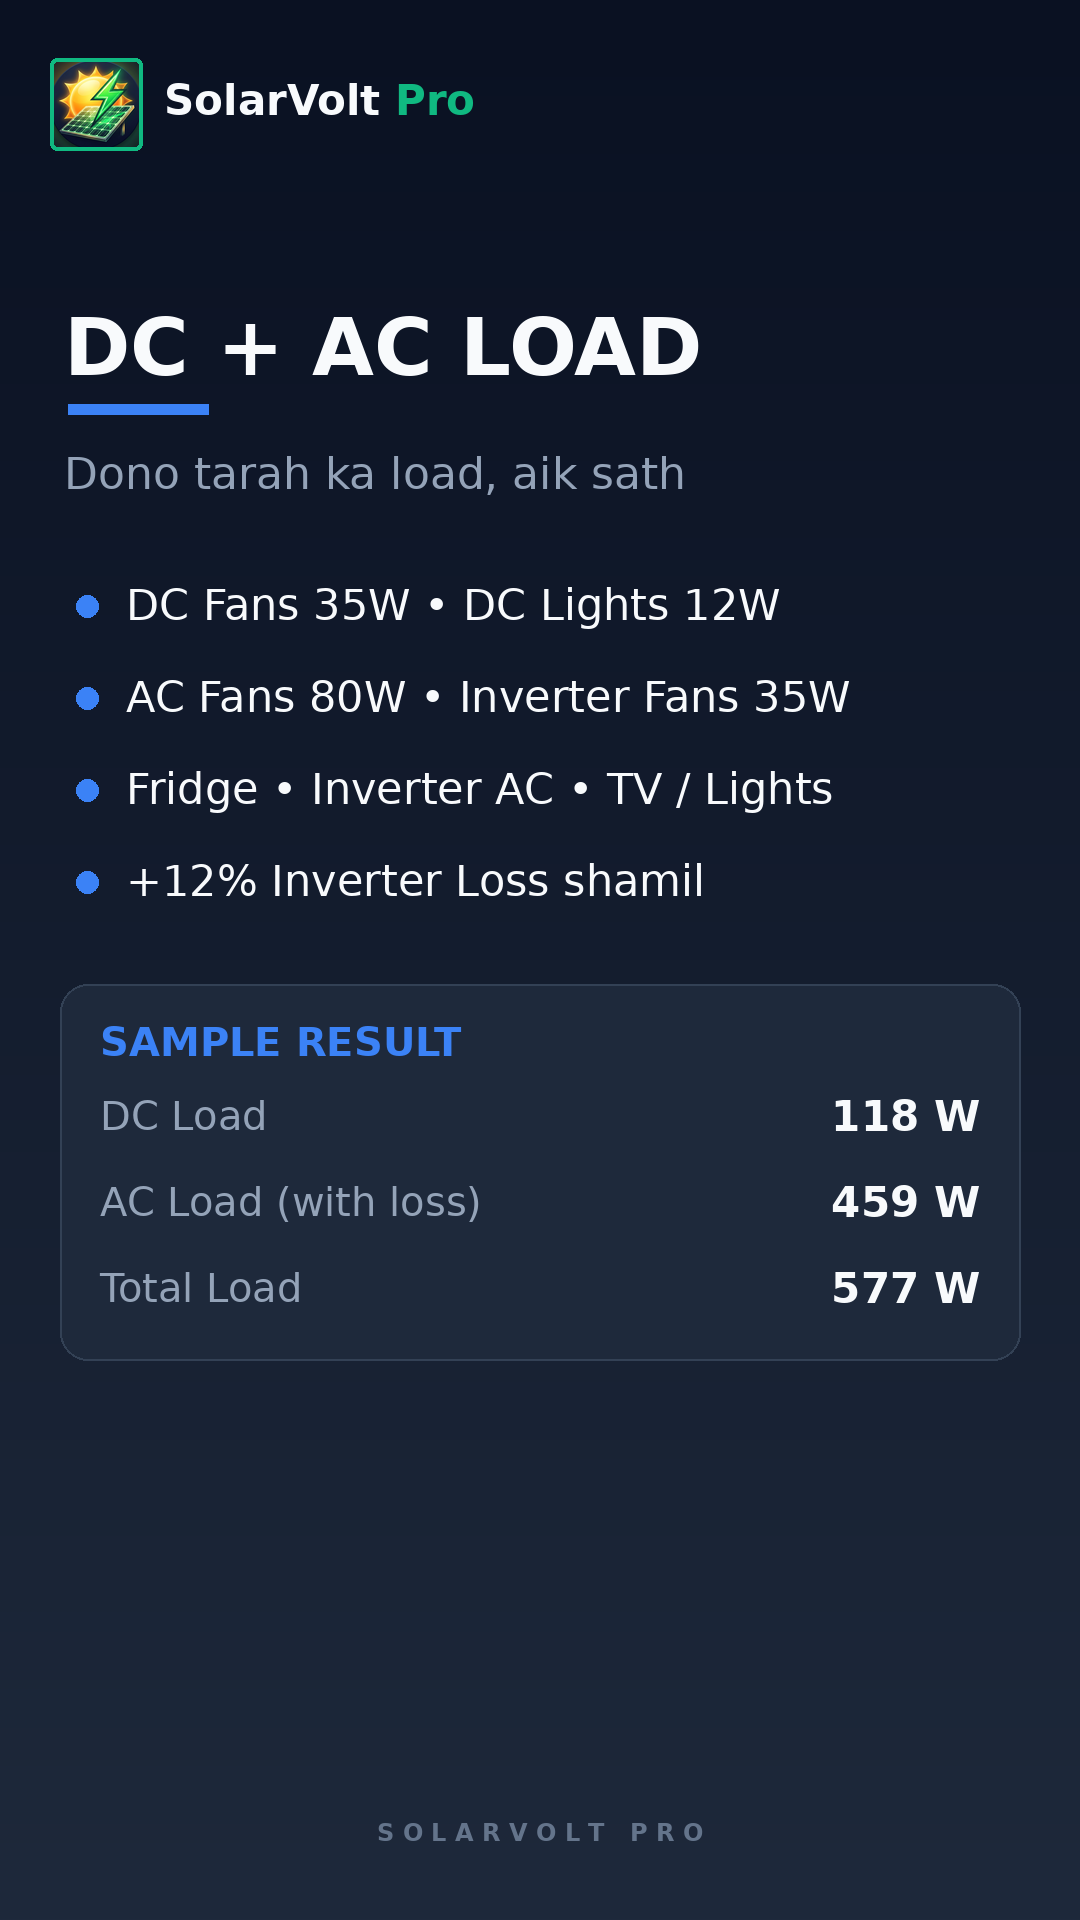 SolarVolt Pro
DC + AC LOAD
Dono tarah ka load, aik sath
DC Fans 35W • DC Lights 12W
AC Fans 80W • Inverter Fans 35W
Fridge • Inverter AC • TV / Lights
+12% Inverter Loss shamil
SAMPLE RESULT
DC Load 118 W
AC Load (with loss) 459 W
Total Load 577 W
SOLARVOLT PRO